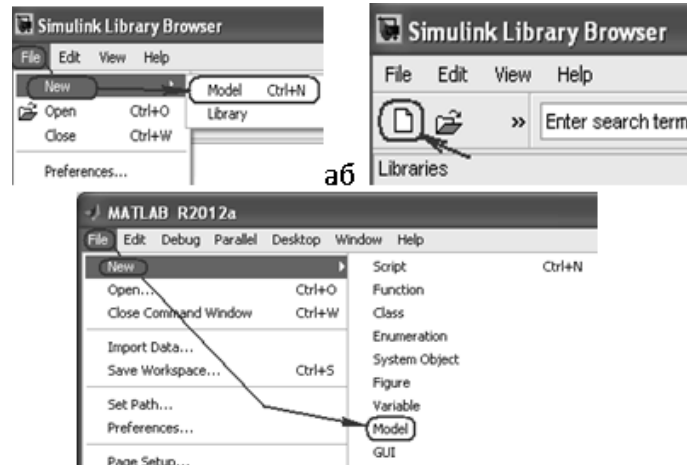 Simulink Library Browser
File Edit View Help
New
Model Ctrl+N
Open Ctrl+O
Library
Close Ctrl+W
Preferences...
аб
Simulink Library Browser
File Edit View Help
» Enter search term
Libraries
MATLAB R2012a
File Edit Debug Parallel Desktop Window Help
New
Script Ctrl+N
Open... Ctrl+O
Function
Close Command Window Ctrl+W
Class
Enumeration
Import Data...
System Object
Save Workspace... Ctrl+S
Figure
Set Path...
Variable
Preferences...
Model
GUI
Page Setup...